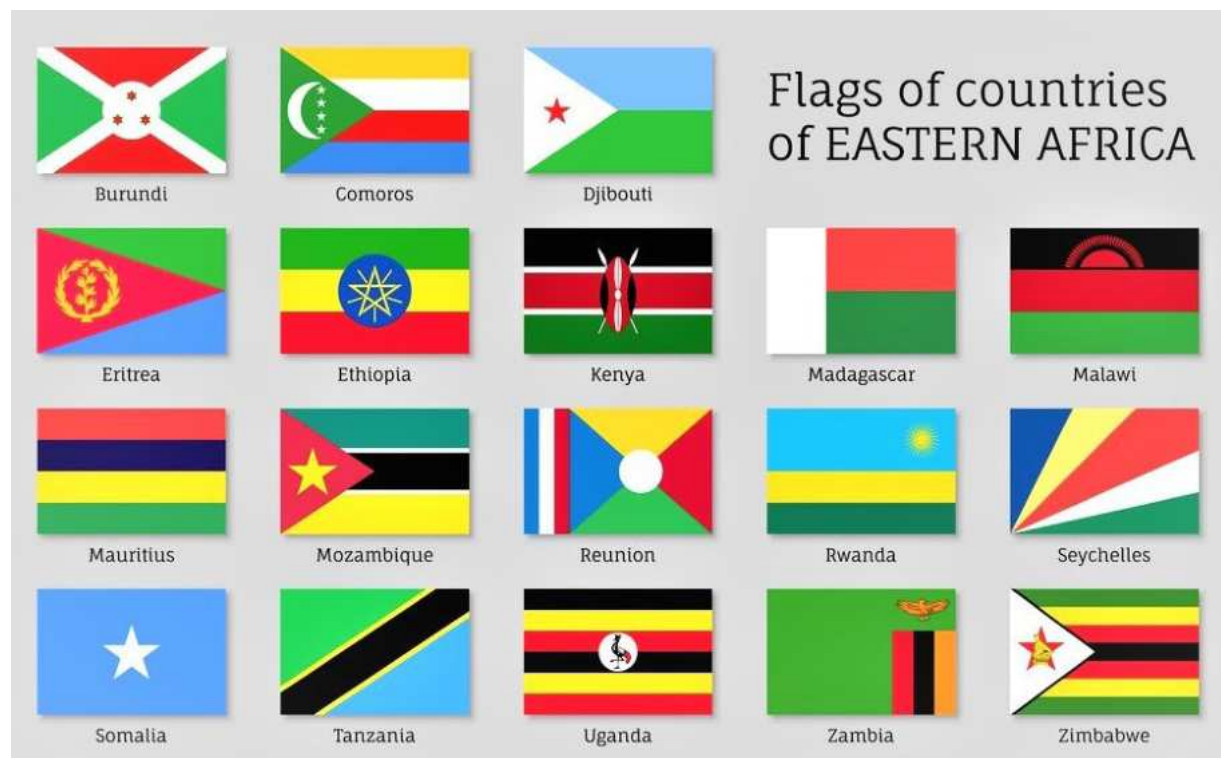 Flags of countries
of EASTERN AFRICA
Burundi
Comoros
Djibouti
Eritrea
Ethiopia
Kenya
Madagascar
Malawi
Mauritius
Mozambique
Reunion
Rwanda
Seychelles
Somalia
Tanzania
Uganda
Zambia
Zimbabwe